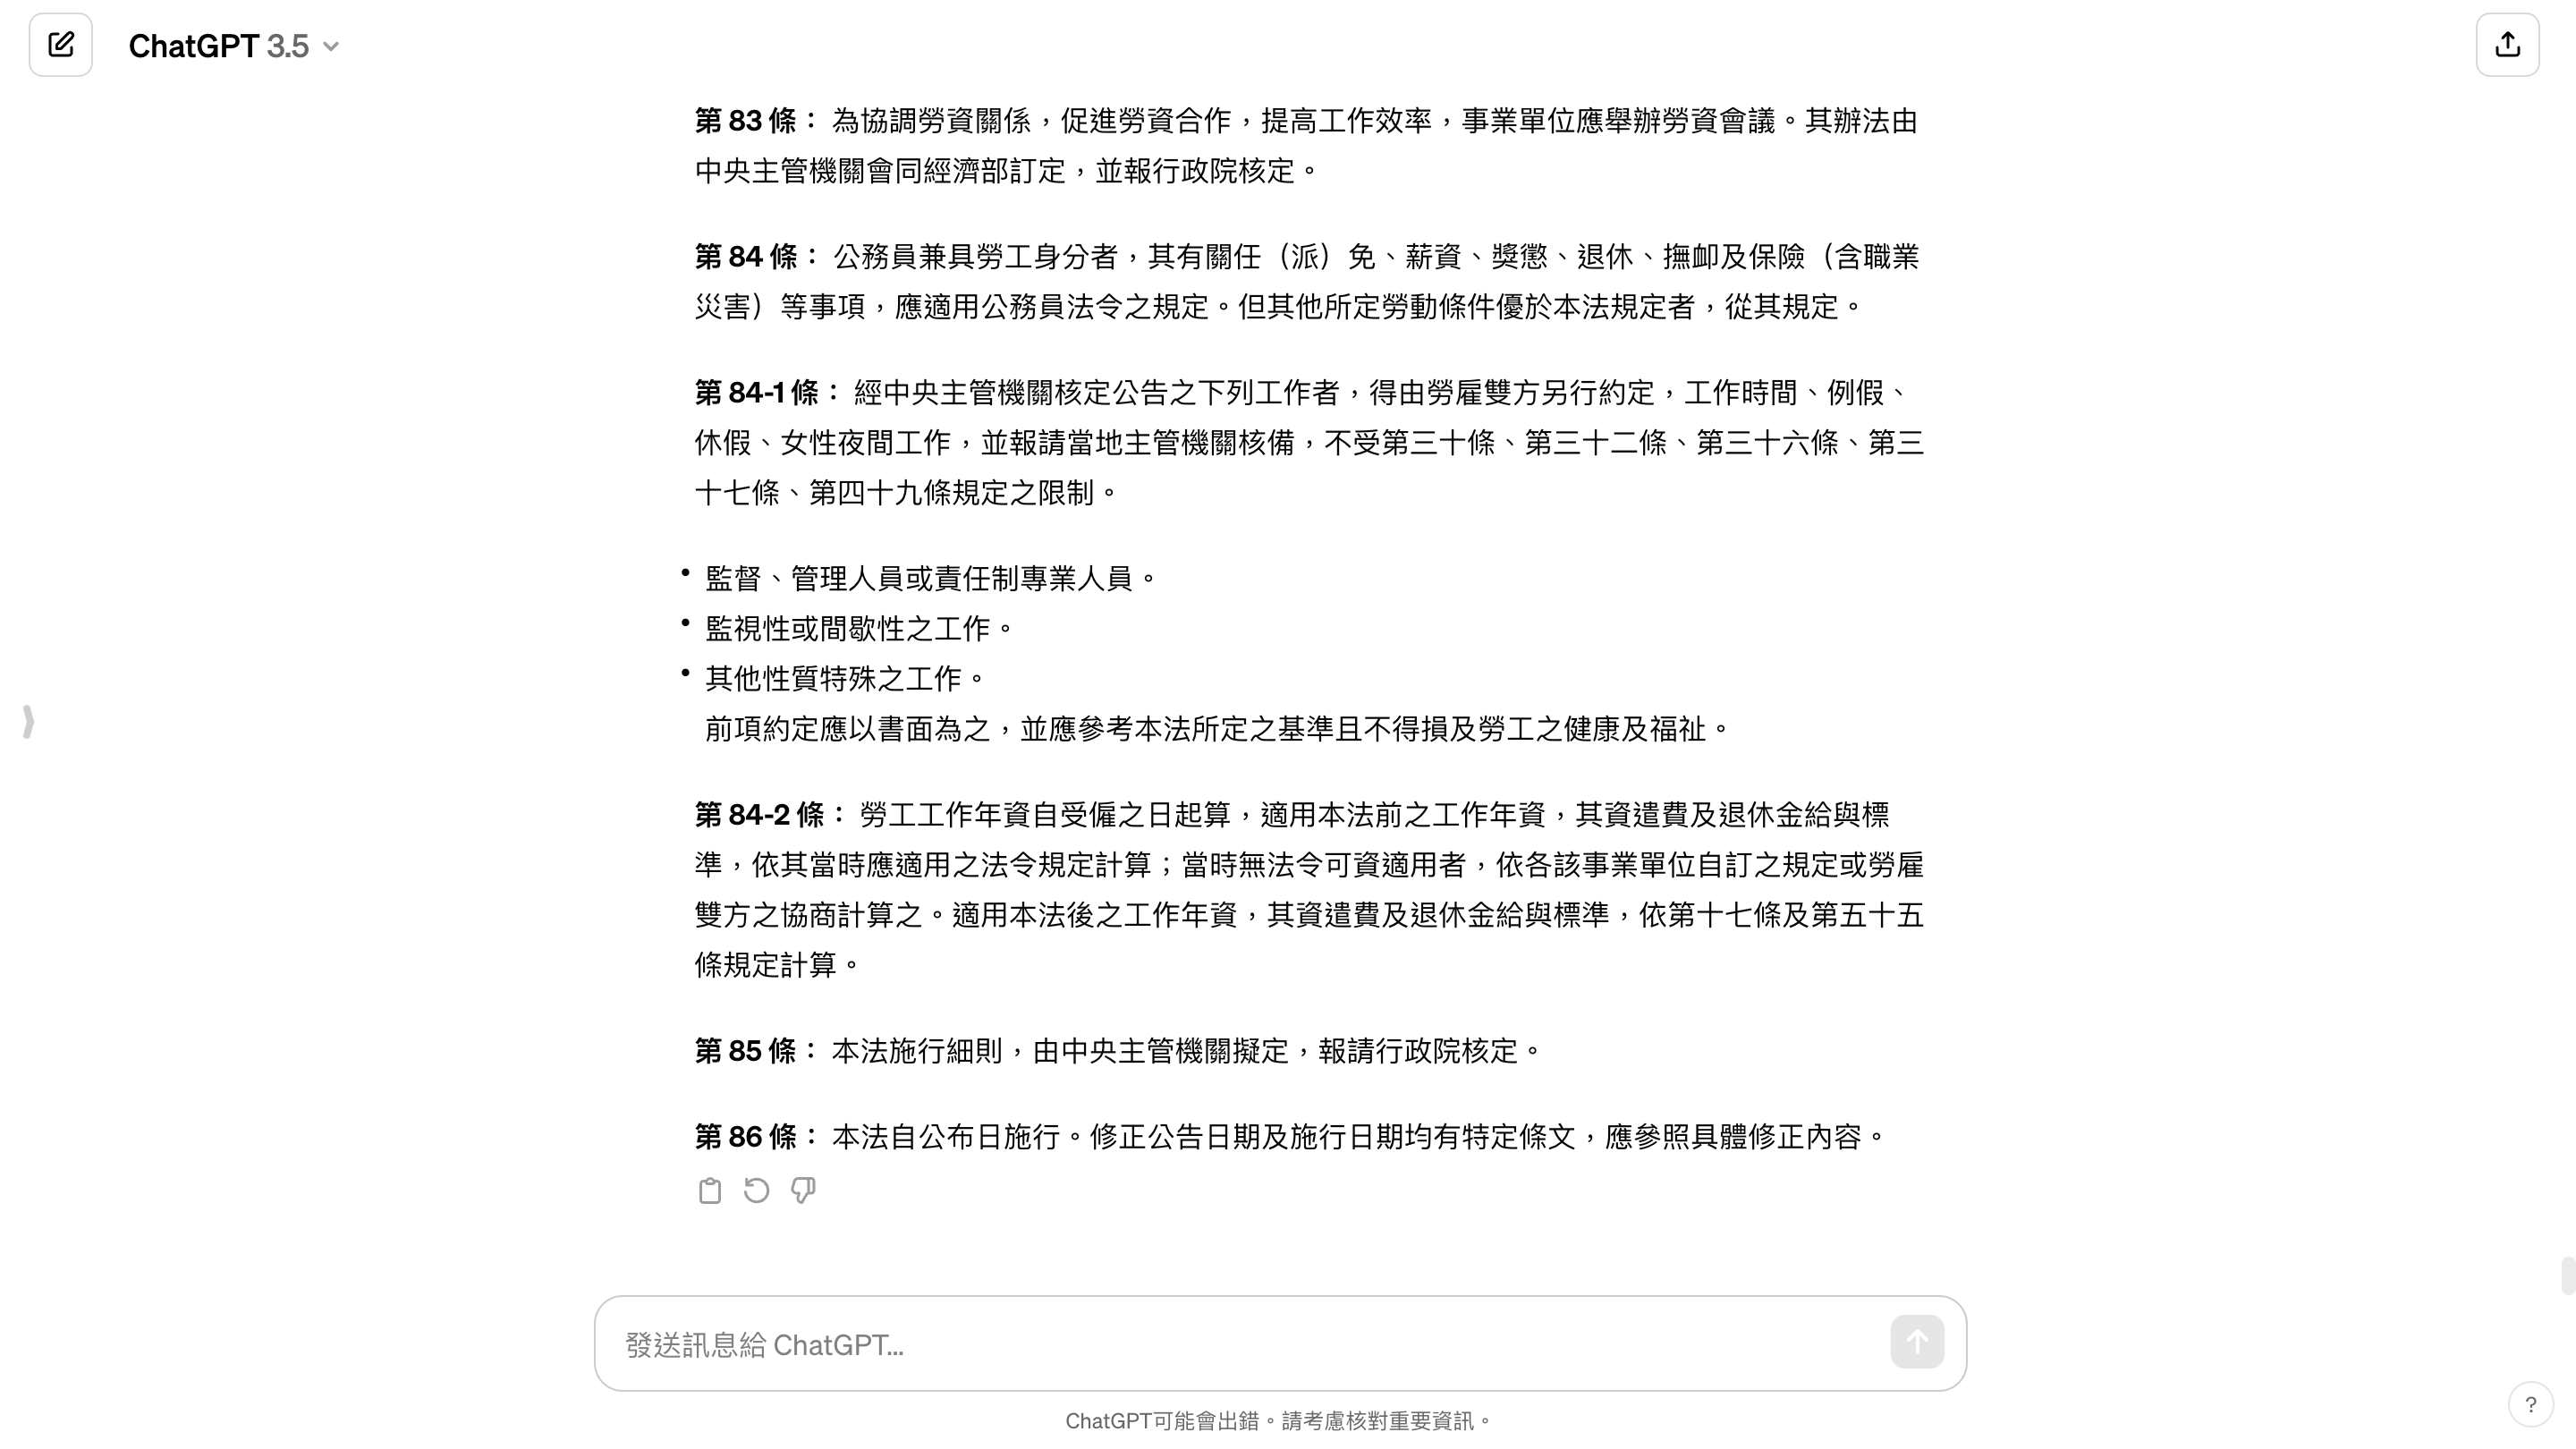 ChatGPT 3.5
第 83 條： 為協調勞資關係，促進勞資合作，提高工作效率，事業單位應舉辦勞資會議。其辦法由
中央主管機關會同經濟部訂定，並報行政院核定。
第 84 條： 公務員兼具勞工身分者，其有關任（派）免、薪資、獎懲、退休、撫卹及保險（含職業
災害）等事項，應適用公務員法令之規定。但其他所定勞動條件優於本法規定者，從其規定。
第 84-1 條： 經中央主管機關核定公告之下列工作者，得由勞雇雙方另行約定，工作時間、例假、
休假、女性夜間工作，並報請當地主管機關核備，不受第三十條、第三十二條、第三十六條、第三
十七條、第四十九條規定之限制。
• 監督、管理人員或責任制專業人員。
• 監視性或間歇性之工作。
• 其他性質特殊之工作。
前項約定應以書面為之，並應參考本法所定之基準且不得損及勞工之健康及福祉。
第 84-2 條： 勞工工作年資自受僱之日起算，適用本法前之工作年資，其資遣費及退休金給與標
準，依其當時應適用之法令規定計算；當時無法令可資適用者，依各該事業單位自訂之規定或勞雇
雙方之協商計算之。適用本法後之工作年資，其資遣費及退休金給與標準，依第十七條及第五十五
條規定計算。
第 85 條： 本法施行細則，由中央主管機關擬定，報請行政院核定。
第 86 條： 本法自公布日施行。修正公告日期及施行日期均有特定條文，應參照具體修正內容。
發送訊息給 ChatGPT...
ChatGPT可能會出錯。請考慮核對重要資訊。
?